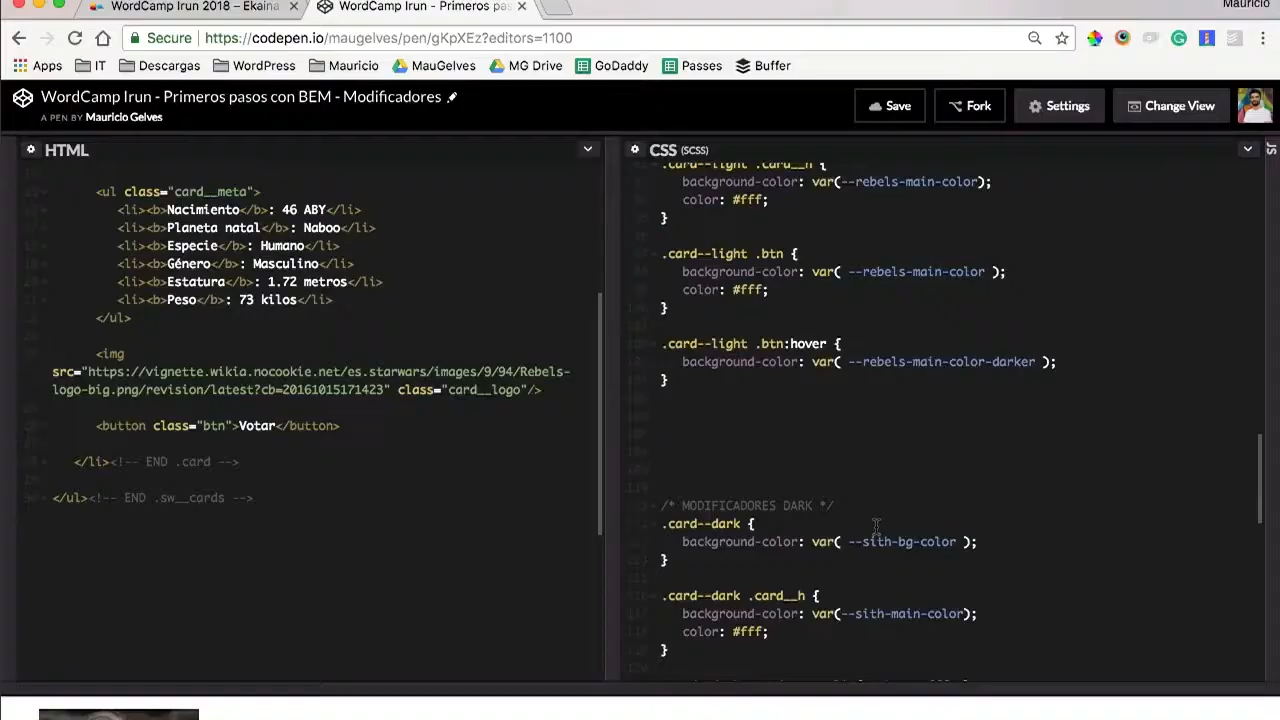 WordCamp Irun 2018 – Ekaina
WordCamp Irun - Primeros pas
Mauricio
Secure
https://codepen.io/maugelves/pen/gKpXEz?editors=1100
Apps
IT
Descargas
WordPress
Mauricio
MauGelves
MG Drive
GoDaddy
Passes
Buffer
WordCamp Irun - Primeros pasos con BEM - Modificadores
A PEN BY Mauricio Gelves
Save
Fork
Settings
Change View
HTML
<ul class="card__meta">
<li><b>Nacimiento</b>: 46 ABY</li>
<li><b>Planeta natal</b>: Naboo</li>
<li><b>Especie</b>: Humano</li>
<li><b>Género</b>: Masculino</li>
<li><b>Estatura</b>: 1.72 metros</li>
<li><b>Peso</b>: 73 kilos</li>
</ul>
<img
src="https://vignette.wikia.nocookie.net/es.starwars/images/9/94/Rebels-
logo-big.png/revision/latest?cb=20161015171423" class="card__logo"/>
<button class="btn">Votar</button>
</li><!-- END .card -->
</ul><!-- END .sw__cards -->
CSS (SCSS)
JS
.card--light .card__h {
background-color: var(--rebels-main-color);
color: #fff;
}
.card--light .btn {
background-color: var( --rebels-main-color );
color: #fff;
}
.card--light .btn:hover {
background-color: var( --rebels-main-color-darker );
}
/* MODIFICADORES DARK */
.card--dark {
background-color: var( --sith-bg-color );
}
.card--dark .card__h {
background-color: var(--sith-main-color);
color: #fff;
}